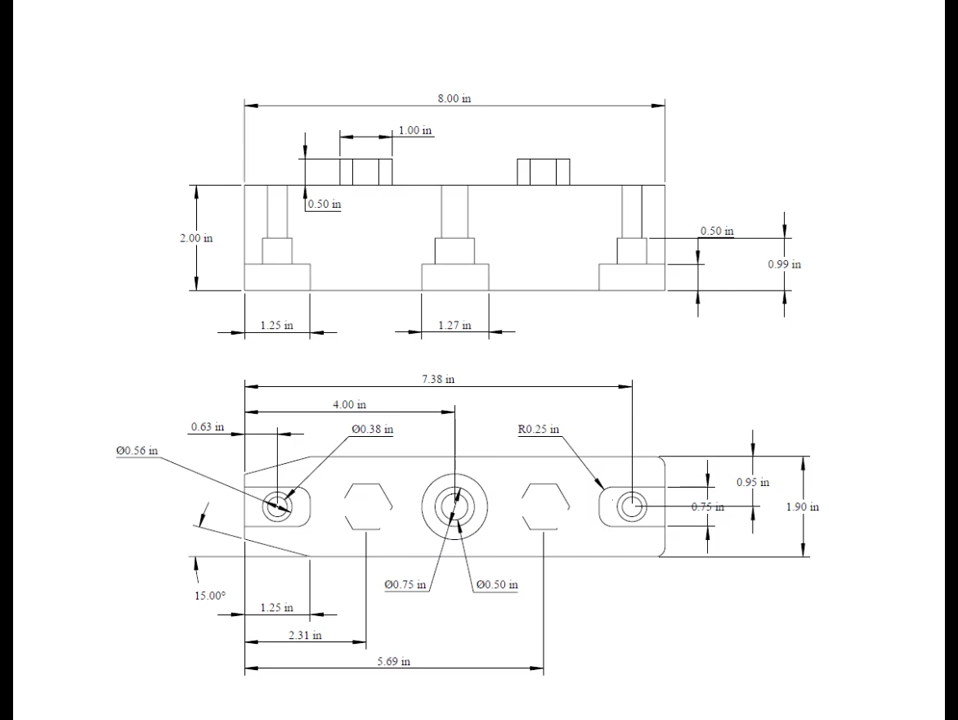 8.00 in
1.00 in
0.50 in
2.00 in
0.50 in
0.99 in
1.25 in
1.27 in
7.38 in
4.00 in
0.63 in
Ø0.38 in
R0.25 in
Ø0.56 in
0.95 in
0.75 in
1.90 in
Ø0.75 in
Ø0.50 in
15.00°
1.25 in
2.31 in
5.69 in